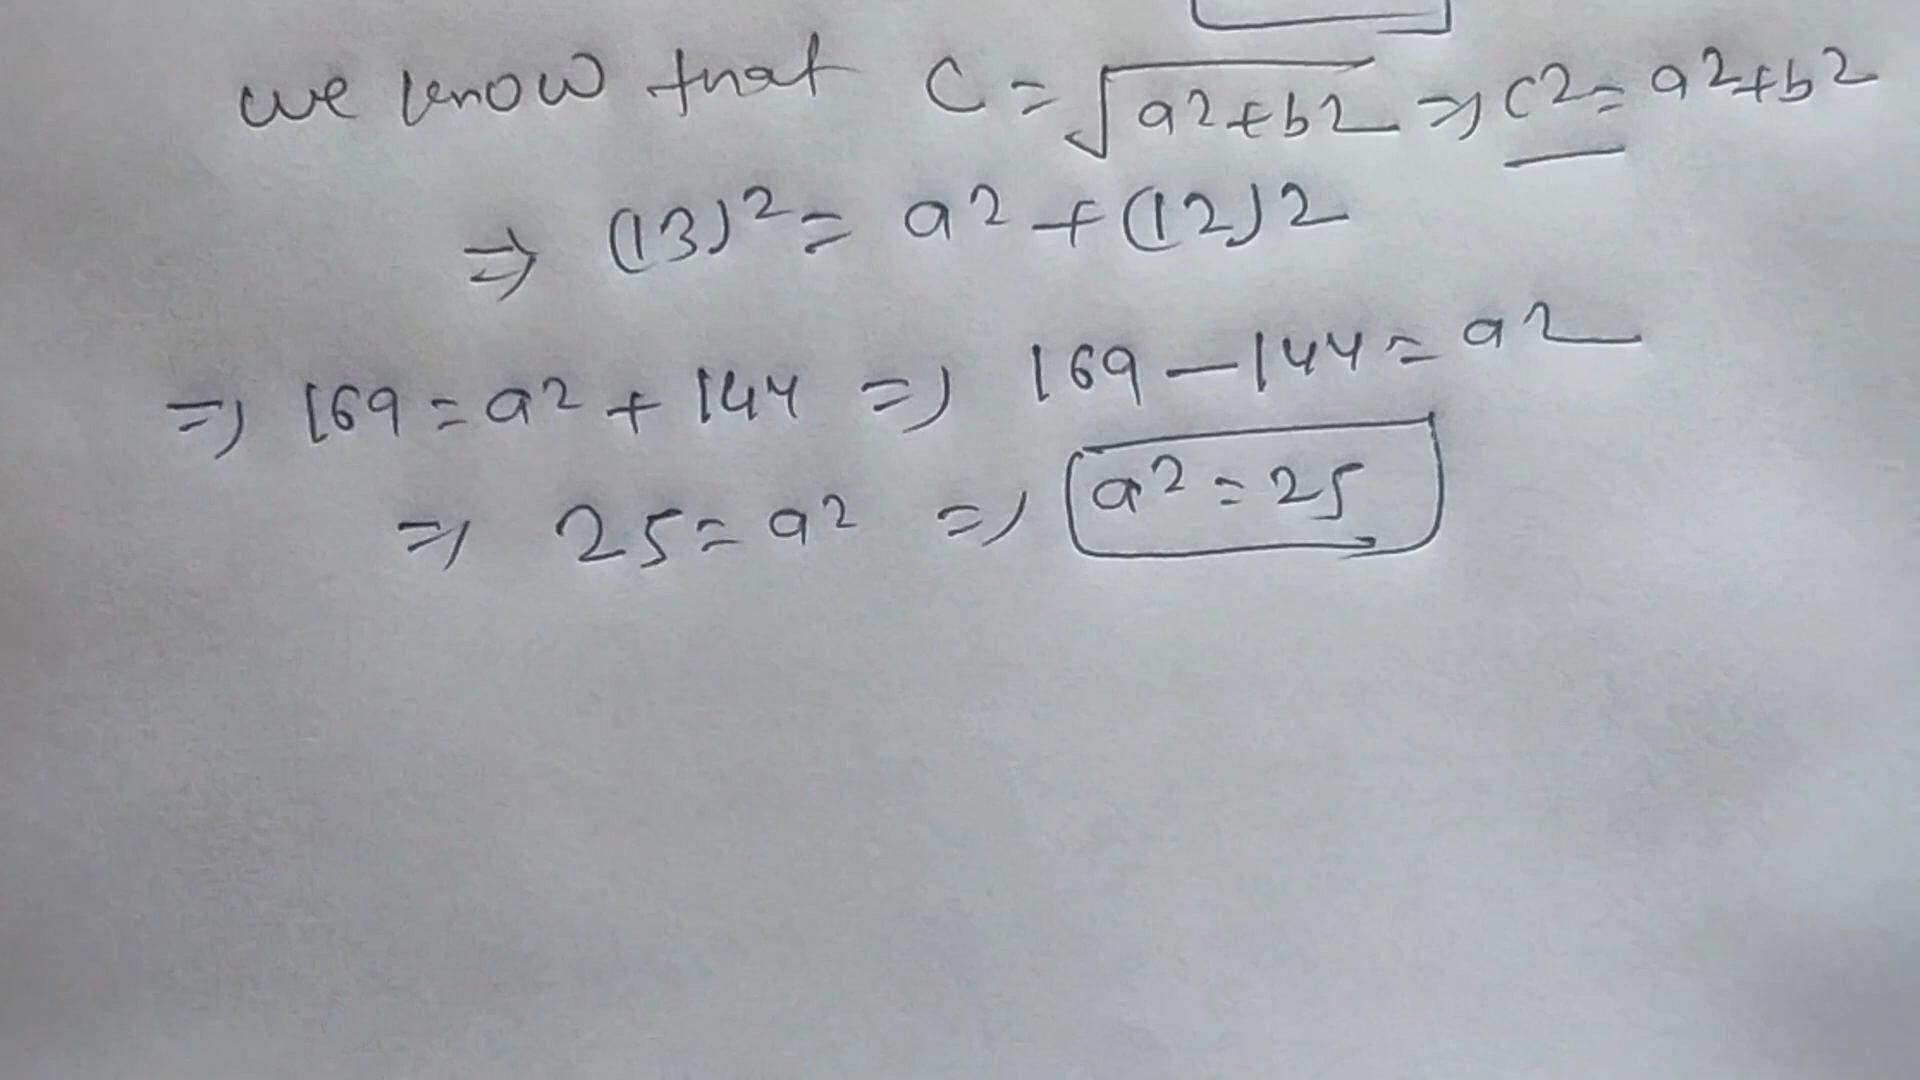 we know that C = √a2+b2 ⇒ c2 = a2+b2
⇒ (13)2 = a2 + (12)2
⇒ 169 = a2 + 144 ⇒ 169 - 144 = a2
⇒ 25 = a2 ⇒ a2 = 25